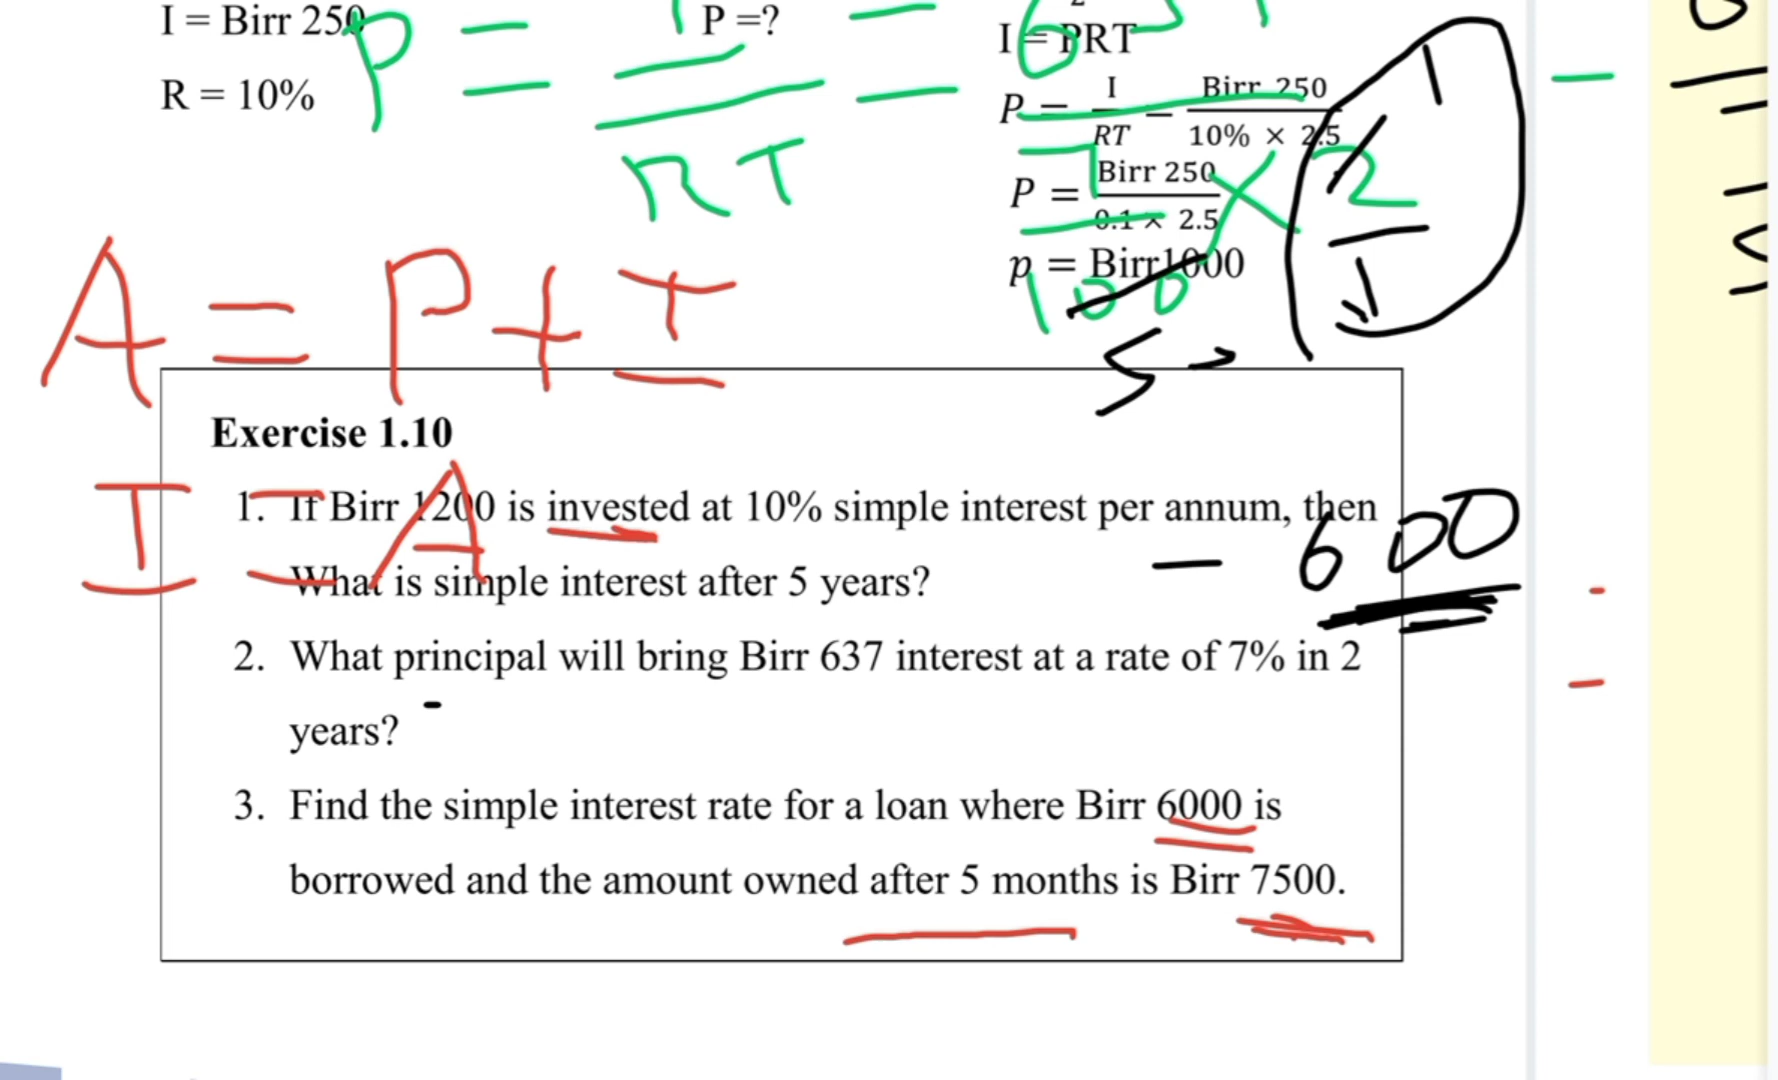 I = Birr 250
P =?
I = PRT
R = 10%
P =
RT
P = I/RT = Birr 250/10% × 2.5
P = Birr 250/0.1 × 2.5
× 2
p = Birr1000
100
A = P + I
Exercise 1.10
1. If Birr 1200 is invested at 10% simple interest per annum, then
What is simple interest after 5 years?
I = A
- 600
2. What principal will bring Birr 637 interest at a rate of 7% in 2
years?
3. Find the simple interest rate for a loan where Birr 6000 is
borrowed and the amount owned after 5 months is Birr 7500.